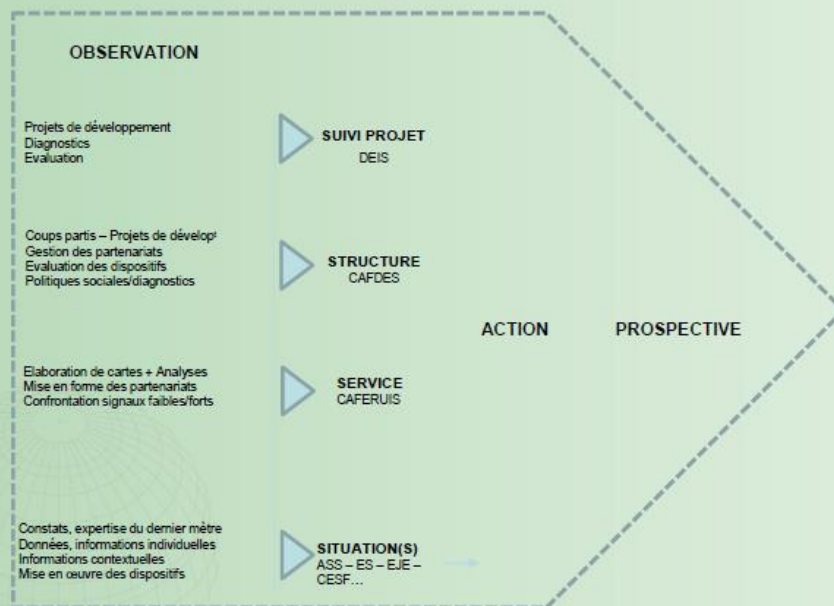 OBSERVATION
Projets de développement
Diagnostics
Evaluation
SUIVI PROJET
DEIS
Coups partis – Projets de développᵗ
Gestion des partenariats
Evaluation des dispositifs
Politiques sociales/diagnostics
STRUCTURE
CAFDES
ACTION
PROSPECTIVE
Elaboration de cartes + Analyses
Mise en forme des partenariats
Confrontation signaux faibles/forts
SERVICE
CAFERUIS
Constats, expertise du dernier mètre
Données, informations individuelles
Informations contextuelles
Mise en œuvre des dispositifs
SITUATION(S)
ASS – ES – EJE –
CESF…